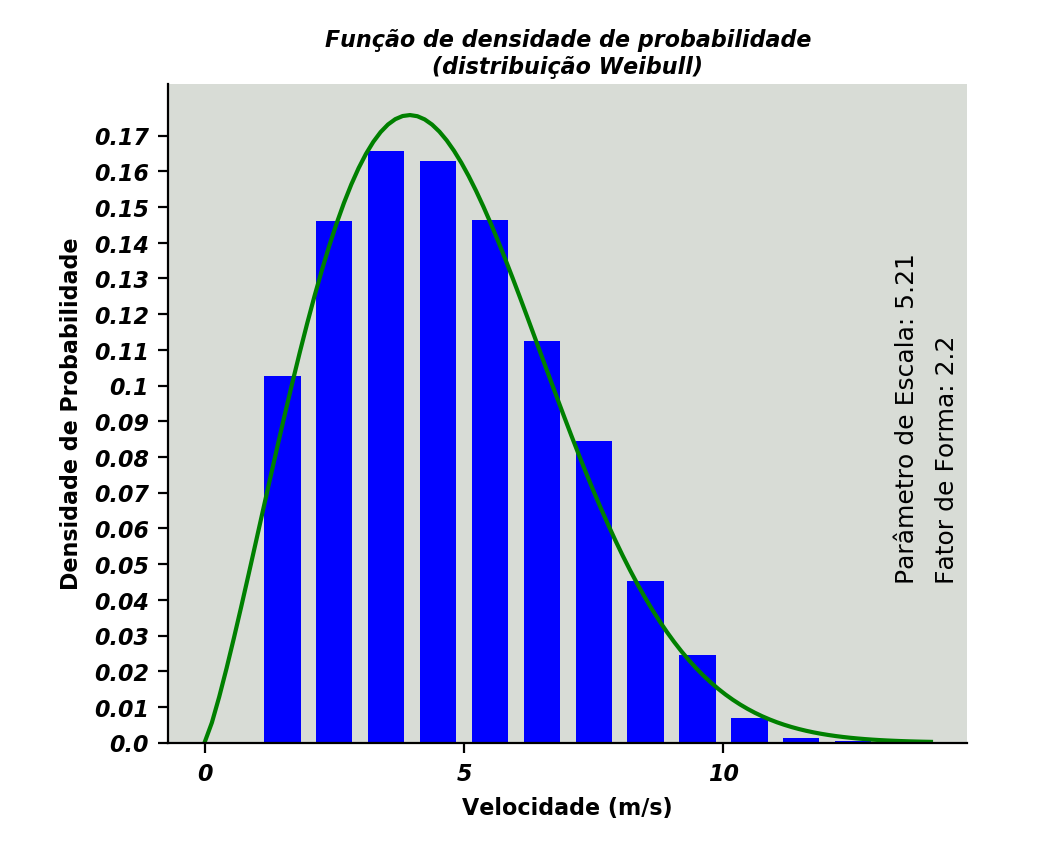 Função de densidade de probabilidade
(distribuição Weibull)
Densidade de Probabilidade
0.17
0.16
0.15
0.14
0.13
0.12
0.11
0.1
0.09
0.08
0.07
0.06
0.05
0.04
0.03
0.02
0.01
0.0
Parâmetro de Escala: 5.21
Fator de Forma: 2.2
0 5 10
Velocidade (m/s)